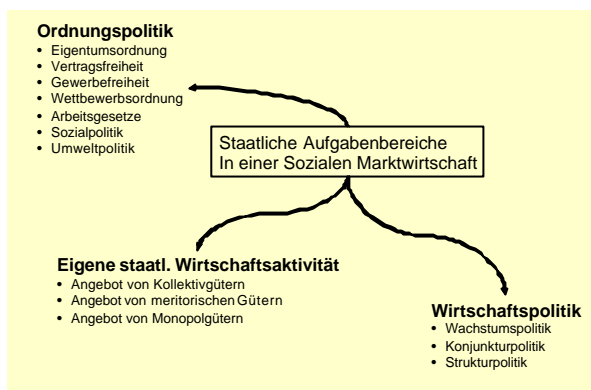 Ordnungspolitik
• Eigentumsordnung
• Vertragsfreiheit
• Gewerbefreiheit
• Wettbewerbsordnung
• Arbeitsgesetze
• Sozialpolitik
• Umweltpolitik
Staatliche Aufgabenbereiche
In einer Sozialen Marktwirtschaft
Eigene staatl. Wirtschaftsaktivität
• Angebot von Kollektivgütern
• Angebot von meritorischen Gütern
• Angebot von Monopolgütern
Wirtschaftspolitik
• Wachstumspolitik
• Konjunkturpolitik
• Strukturpolitik